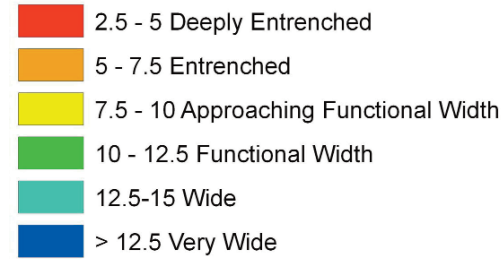 2.5 - 5 Deeply Entrenched
5 - 7.5 Entrenched
7.5 - 10 Approaching Functional Width
10 - 12.5 Functional Width
12.5-15 Wide
> 12.5 Very Wide